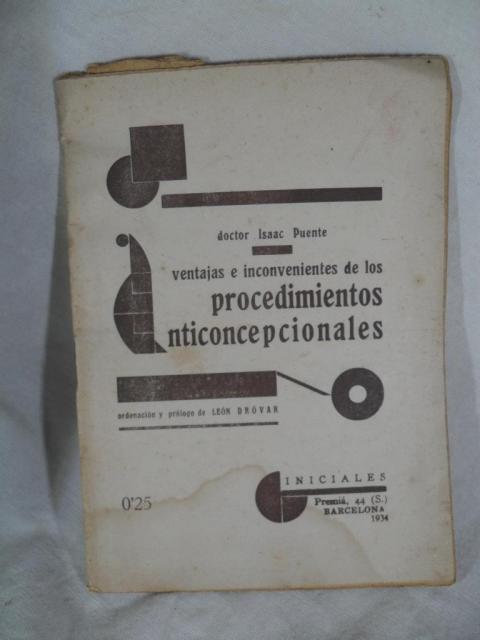 doctor Isaac Puente
ventajas e inconvenientes de los
procedimientos
anticoncepcionales
ordenación y prólogo de LEÓN DRÓVAR
0'25
INICIALES
Premiá, 44 (S.)
BARCELONA
1934